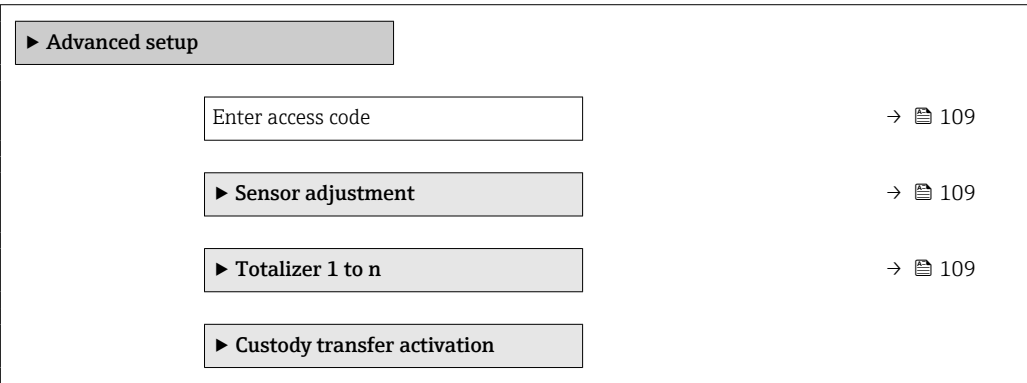 ▶ Advanced setup
Enter access code → 109
▶ Sensor adjustment → 109
▶ Totalizer 1 to n → 109
▶ Custody transfer activation